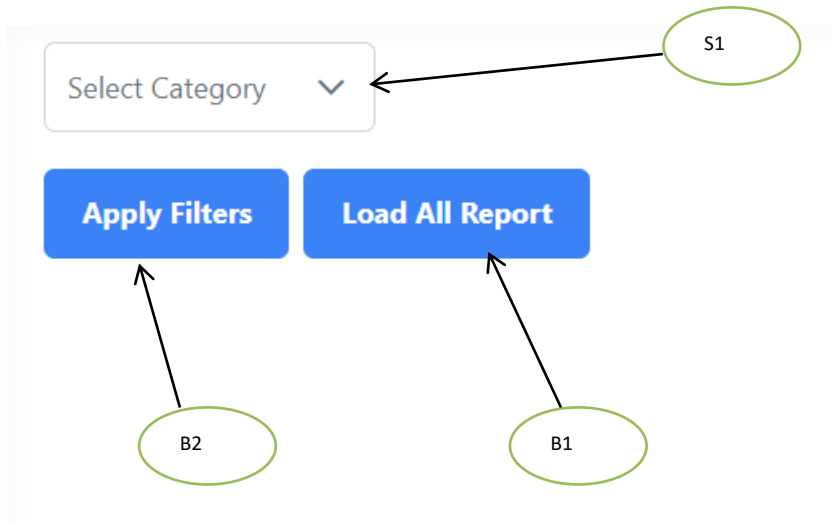 S1
Select Category
Apply Filters
Load All Report
B2
B1